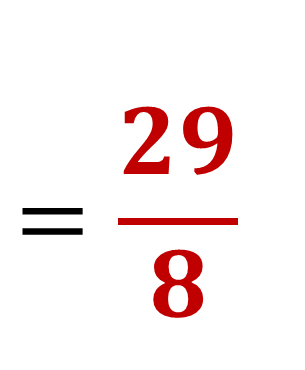 = 29/8